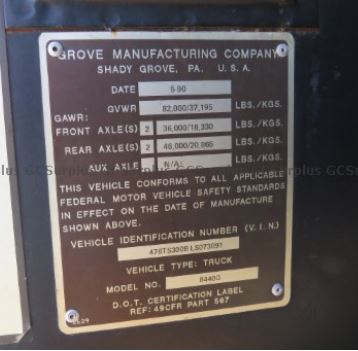 GROVE MANUFACTURING COMPANY
SHADY GROVE, PA. U. S. A.
DATE 5-90
GVWR 82,000/37,195 LBS./KGS.
GAWR:
FRONT AXLE(S) 2 36,000/16,330 LBS./KGS.
REAR AXLE(S) 2 46,000/20,865 LBS./KGS.
AUX AXLE N/A LBS./KGS.
THIS VEHICLE CONFORMS TO ALL APPLICABLE
FEDERAL MOTOR VEHICLE SAFETY STANDARDS
IN EFFECT ON THE DATE OF MANUFACTURE
SHOWN ABOVE.
VEHICLE IDENTIFICATION NUMBER (V. I. N.)
VEHICLE TYPE: TRUCK
MODEL NO.
D.O.T. CERTIFICATION LABEL
REF: 49CFR PART 567